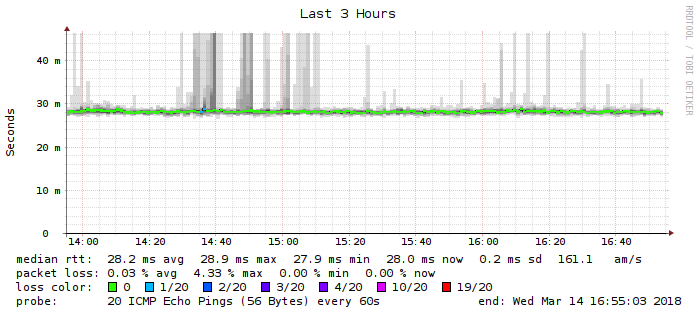 Last 3 Hours
RRDTOOL / TOBI OETIKER
Seconds
40 m
30 m
20 m
10 m
0
14:00 14:20 14:40 15:00 15:20 15:40 16:00 16:20 16:40
median rtt: 28.2 ms avg 28.9 ms max 27.9 ms min 28.0 ms now 0.2 ms sd 161.1 am/s
packet loss: 0.03 % avg 4.33 % max 0.00 % min 0.00 % now
loss color: 0 1/20 2/20 3/20 4/20 10/20 19/20
probe: 20 ICMP Echo Pings (56 Bytes) every 60s end: Wed Mar 14 16:55:03 2018